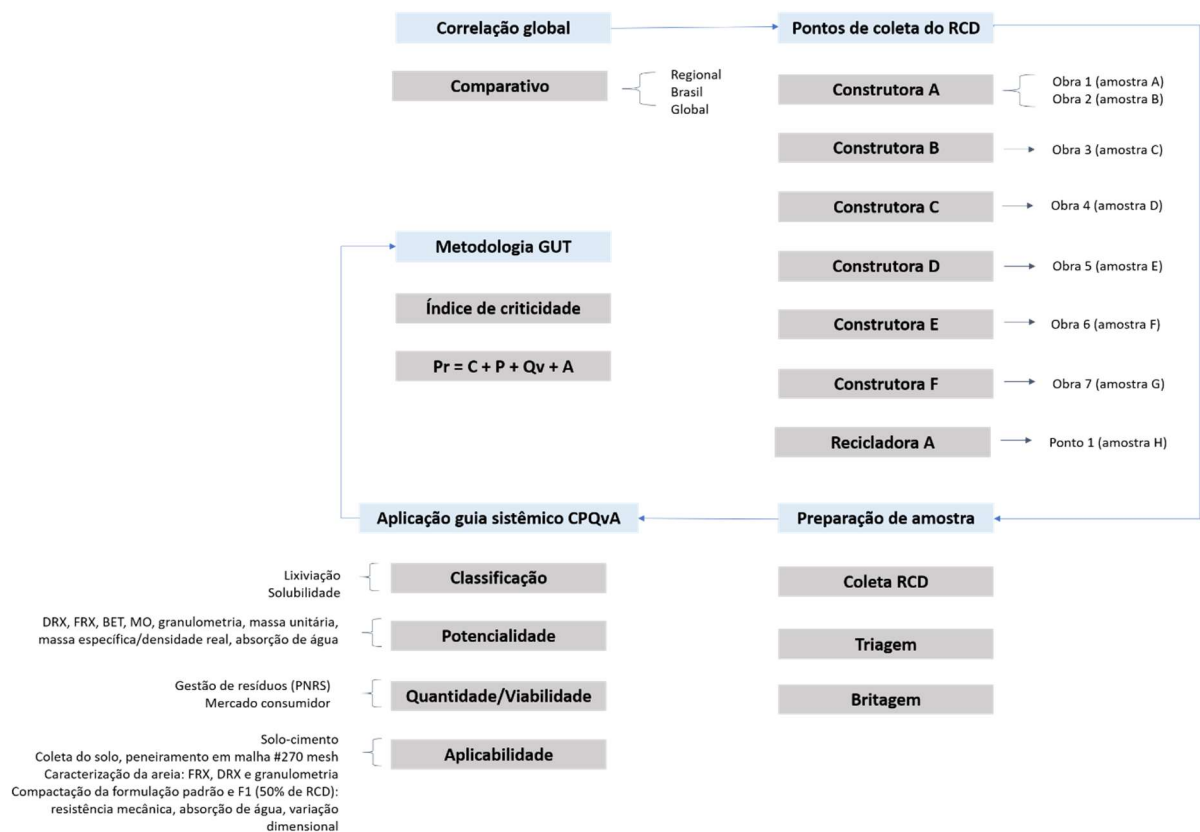 Correlação global
Pontos de coleta do RCD
Comparativo
Regional
Brasil
Global
Construtora A
Obra 1 (amostra A)
Obra 2 (amostra B)
Construtora B
Obra 3 (amostra C)
Construtora C
Obra 4 (amostra D)
Metodologia GUT
Construtora D
Obra 5 (amostra E)
Índice de criticidade
Construtora E
Obra 6 (amostra F)
Pr = C + P + Qv + A
Construtora F
Obra 7 (amostra G)
Recicladora A
Ponto 1 (amostra H)
Aplicação guia sistêmico CPQvA
Preparação de amostra
Lixiviação
Solubilidade
Classificação
Coleta RCD
DRX, FRX, BET, MO, granulometria, massa unitária,
massa específica/densidade real, absorção de água
Potencialidade
Triagem
Gestão de resíduos (PNRS)
Mercado consumidor
Quantidade/Viabilidade
Britagem
Solo-cimento
Coleta do solo, peneiramento em malha #270 mesh
Caracterização da areia: FRX, DRX e granulometria
Compactação da formulação padrão e F1 (50% de RCD):
resistência mecânica, absorção de água, variação
dimensional
Aplicabilidade